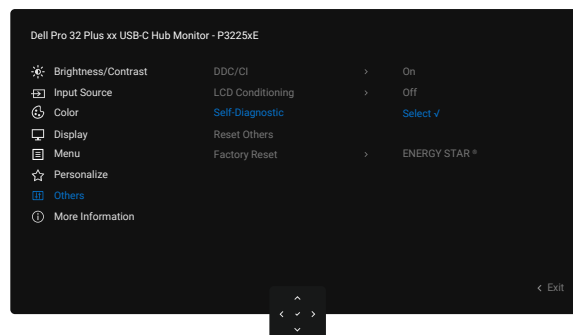 Dell Pro 32 Plus xx USB-C Hub Monitor - P3225xE
Brightness/Contrast DDC/CI > On
Input Source LCD Conditioning > Off
Color Self-Diagnostic Select √
Display Reset Others
Menu Factory Reset > ENERGY STAR ®
Personalize
Others
More Information
< Exit